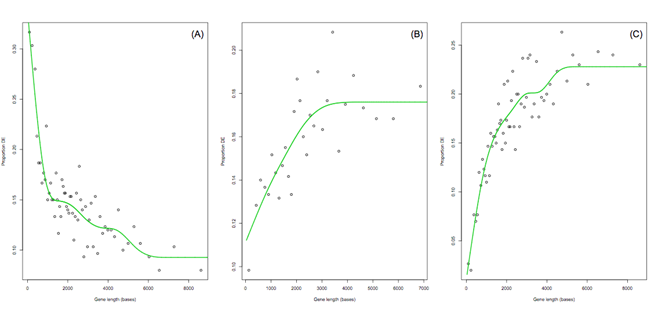 (A)
0.30
0.25
0.20
0.15
0.10
Proportion DE
0 2000 4000 6000 8000
Gene length (bases)
(B)
0.20
0.18
0.16
0.14
0.12
0.10
Proportion DE
0 1000 2000 3000 4000 5000 6000 7000
Gene length (bases)
(C)
0.25
0.20
0.15
0.10
0.05
Proportion DE
0 2000 4000 6000 8000
Gene length (bases)